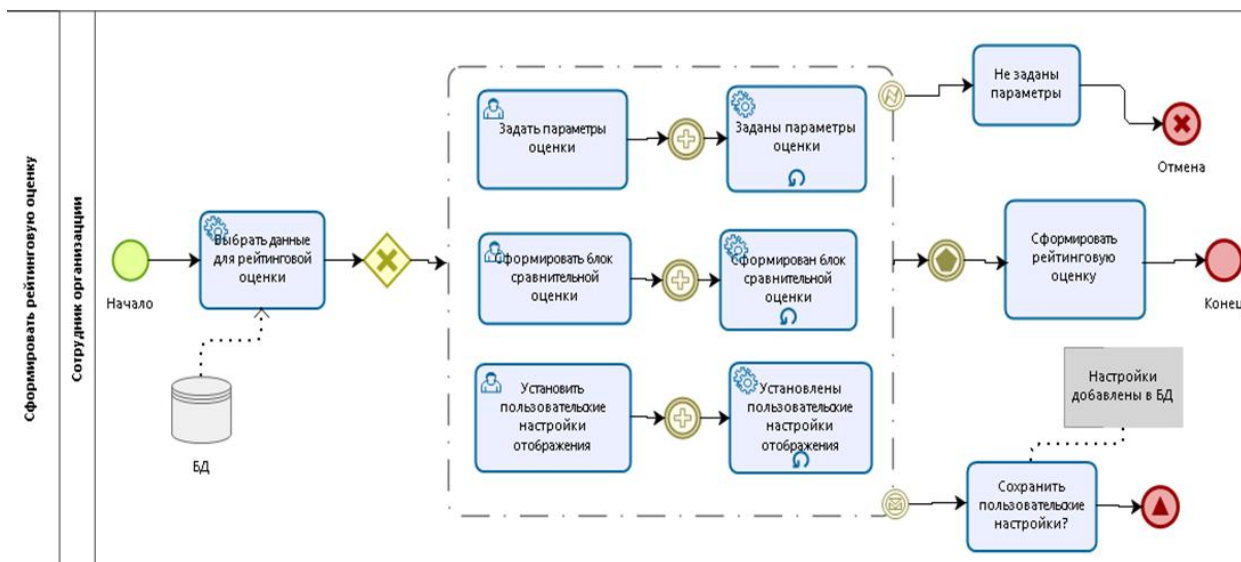 Сформировать рейтинговую оценку
Сотрудник организацции
Начало
Выбрать данные
для рейтинговой
оценки
БД
Задать параметры
оценки
Заданы параметры
оценки
Сформировать блок
сравнительной
оценки
Сформирован блок
сравнительной
оценки
Установить
пользовательские
настройки
отображения
Установлены
пользовательские
настройки
отображения
Не заданы
параметры
Отмена
Сформировать
рейтинговую
оценку
Конец
Настройки
добавлены в БД
Сохранить
пользовательские
настройки?